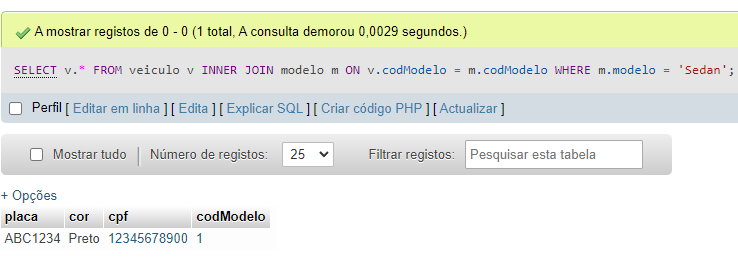 A mostrar registos de 0 - 0 (1 total, A consulta demorou 0,0029 segundos.)
SELECT v.* FROM veiculo v INNER JOIN modelo m ON v.codModelo = m.codModelo WHERE m.modelo = 'Sedan';
Perfil [ Editar em linha ] [ Edita ] [ Explicar SQL ] [ Criar código PHP ] [ Actualizar ]
Mostrar tudo Número de registos: 25 Filtrar registos: Pesquisar esta tabela
+ Opções
placa cor cpf codModelo
ABC1234 Preto 12345678900 1